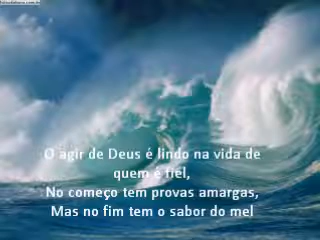 O agir de Deus é lindo na vida de
quem é fiel,
No começo tem provas amargas,
Mas no fim tem o sabor do mel